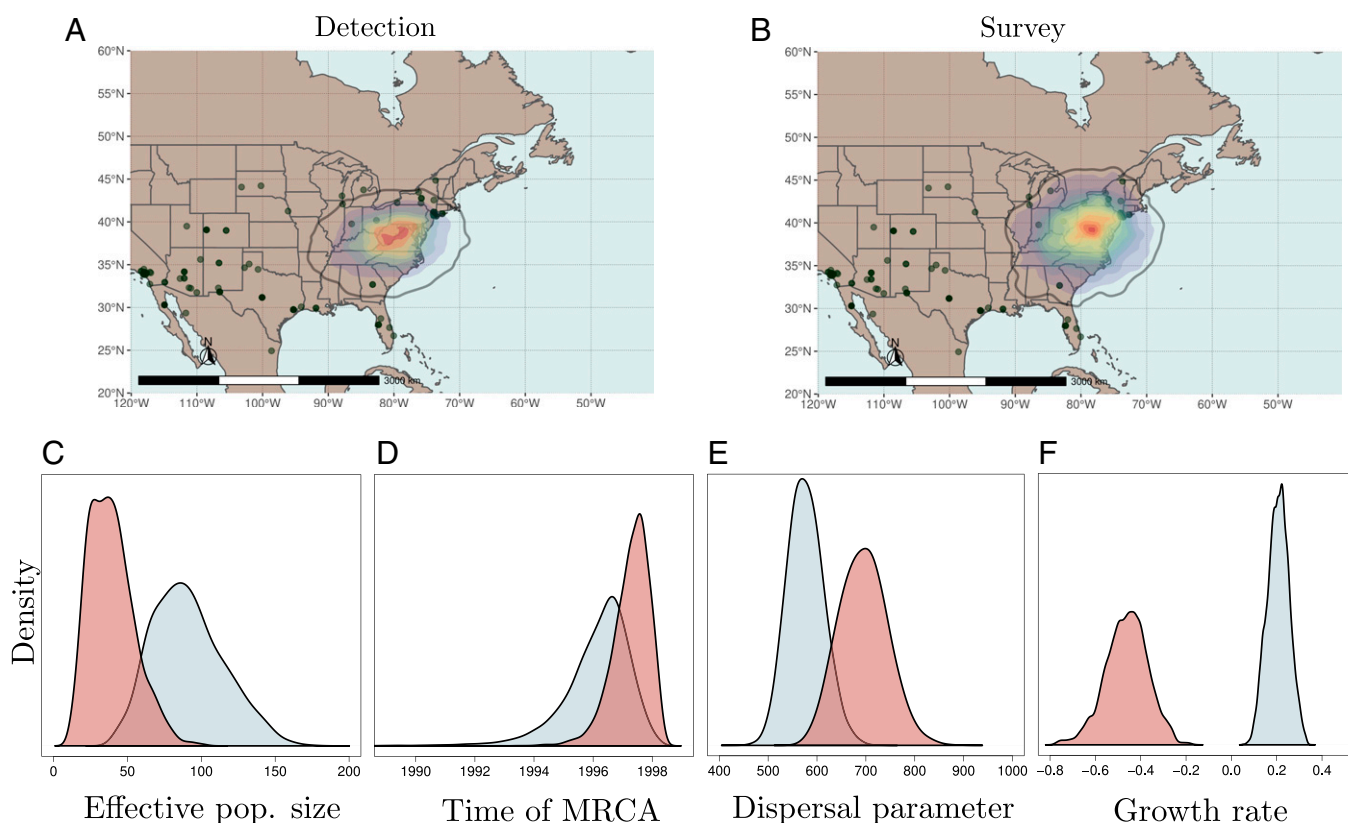 A Detection
60°N
55°N
50°N
45°N
40°N
35°N
30°N
25°N
20°N
N
3000 km
120°W 110°W 100°W 90°W 80°W 70°W 60°W 50°W
B Survey
60°N
55°N
50°N
45°N
40°N
35°N
30°N
25°N
20°N
N
3000 km
120°W 110°W 100°W 90°W 80°W 70°W 60°W 50°W
Density
C
0 50 100 150 200
Effective pop. size
D
1990 1992 1994 1996 1998
Time of MRCA
E
400 500 600 700 800 900 1000
Dispersal parameter
F
−0.8 −0.6 −0.4 −0.2 0.0 0.2 0.4
Growth rate